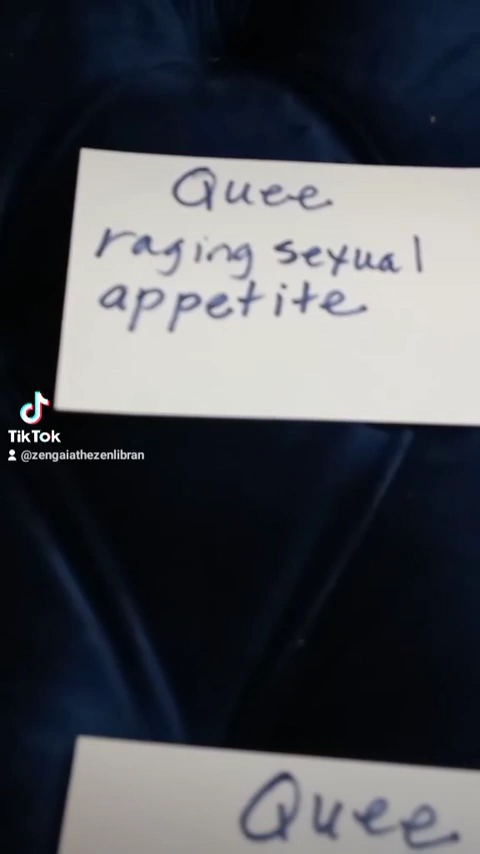 Quee
raging sexual
appetite
TikTok
@zengaiathezenlibran
Quee